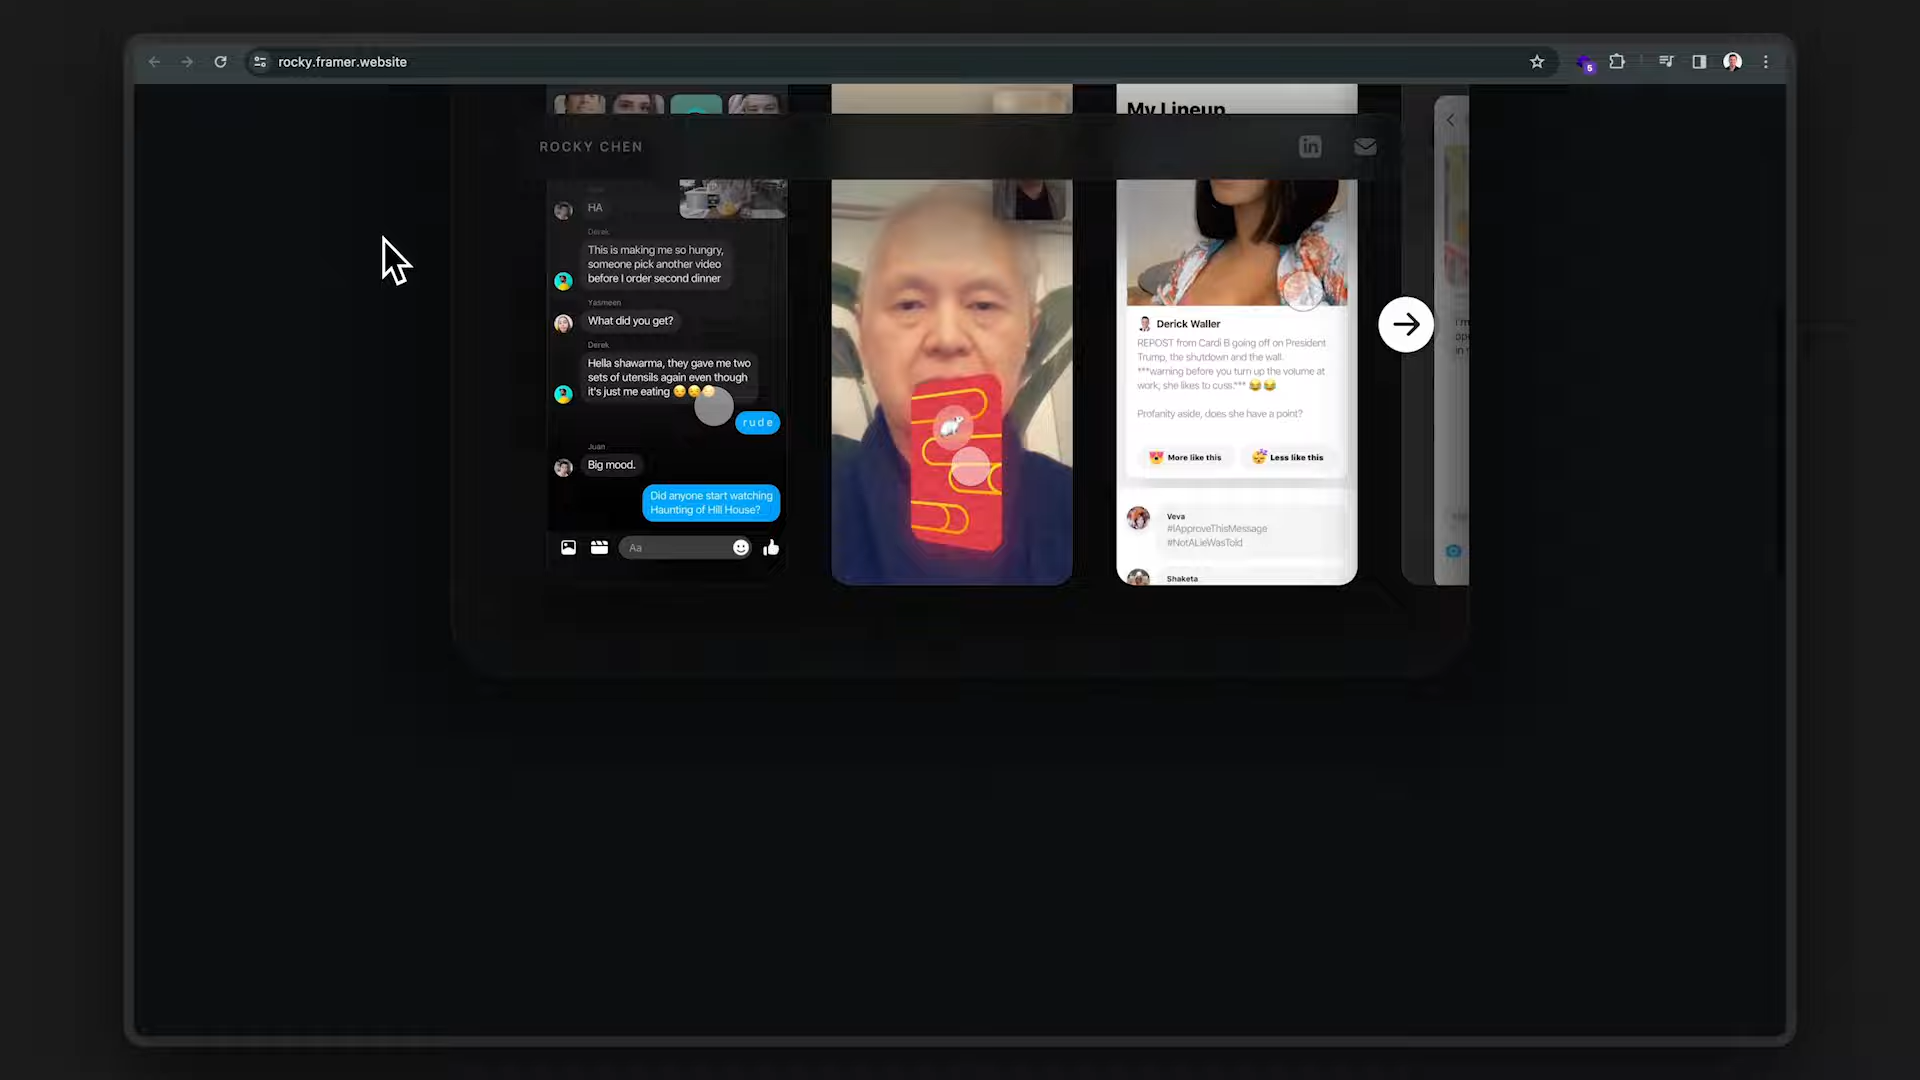 rocky.framer.website
5
My Lineup
ROCKY CHEN
in
HA
Derek
This is making me so hungry,
someone pick another video
before I order second dinner
Yasmeen
What did you get?
Derek
Hella shawarma, they gave me two
sets of utensils again even though
it's just me eating 😒😒😒
rude
Juan
Big mood.
Did anyone start watching
Haunting of Hill House?
Aa
Derick Waller
REPOST from Cardi B going off on President
Trump, the shutdown and the wall.
***warning before you turn up the volume at
work, she likes to cuss.*** 😂😂
Profanity aside, does she have a point?
More like this
Less like this
Veva
#IApproveThisMessage
#NotALieWasTold
Shaketa